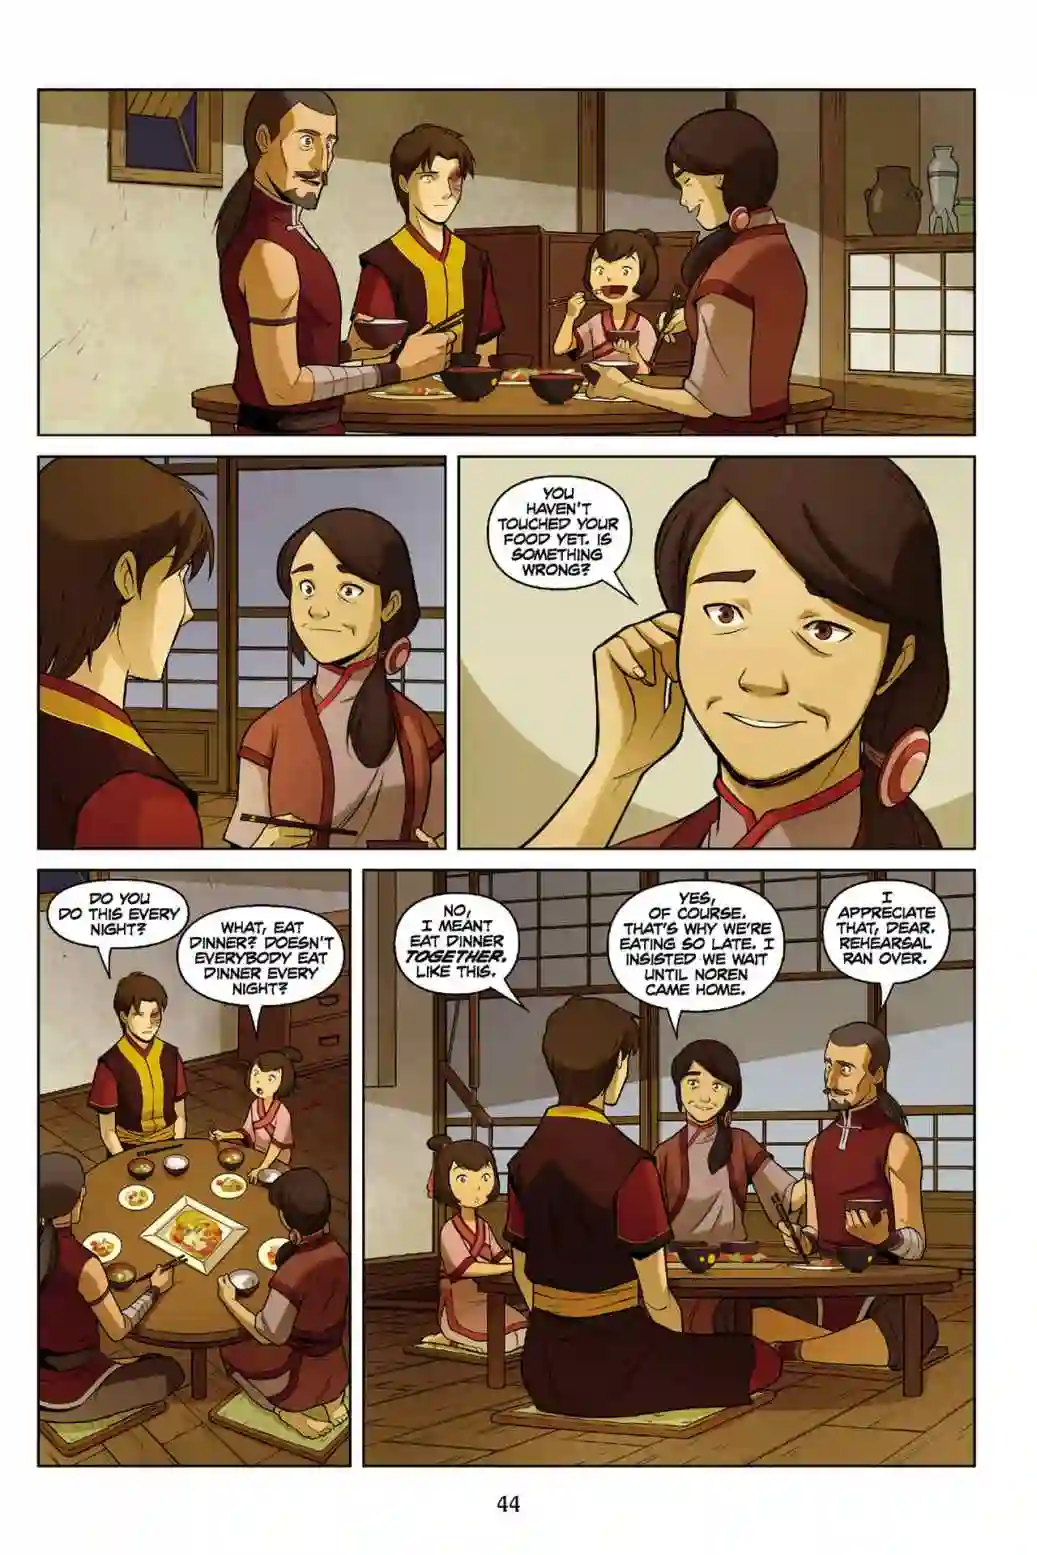 YOU
HAVEN'T
TOUCHED YOUR
FOOD YET. IS
SOMETHING
WRONG?
DO YOU
DO THIS EVERY
NIGHT?
WHAT, EAT
DINNER? DOESN'T
EVERYBODY EAT
DINNER EVERY
NIGHT?
NO,
I MEANT
EAT DINNER
TOGETHER.
LIKE THIS.
YES,
OF COURSE.
THAT'S WHY WE'RE
EATING SO LATE. I
INSISTED WE WAIT
UNTIL NOREN
CAME HOME.
I
APPRECIATE
THAT, DEAR.
REHEARSAL
RAN OVER.
44